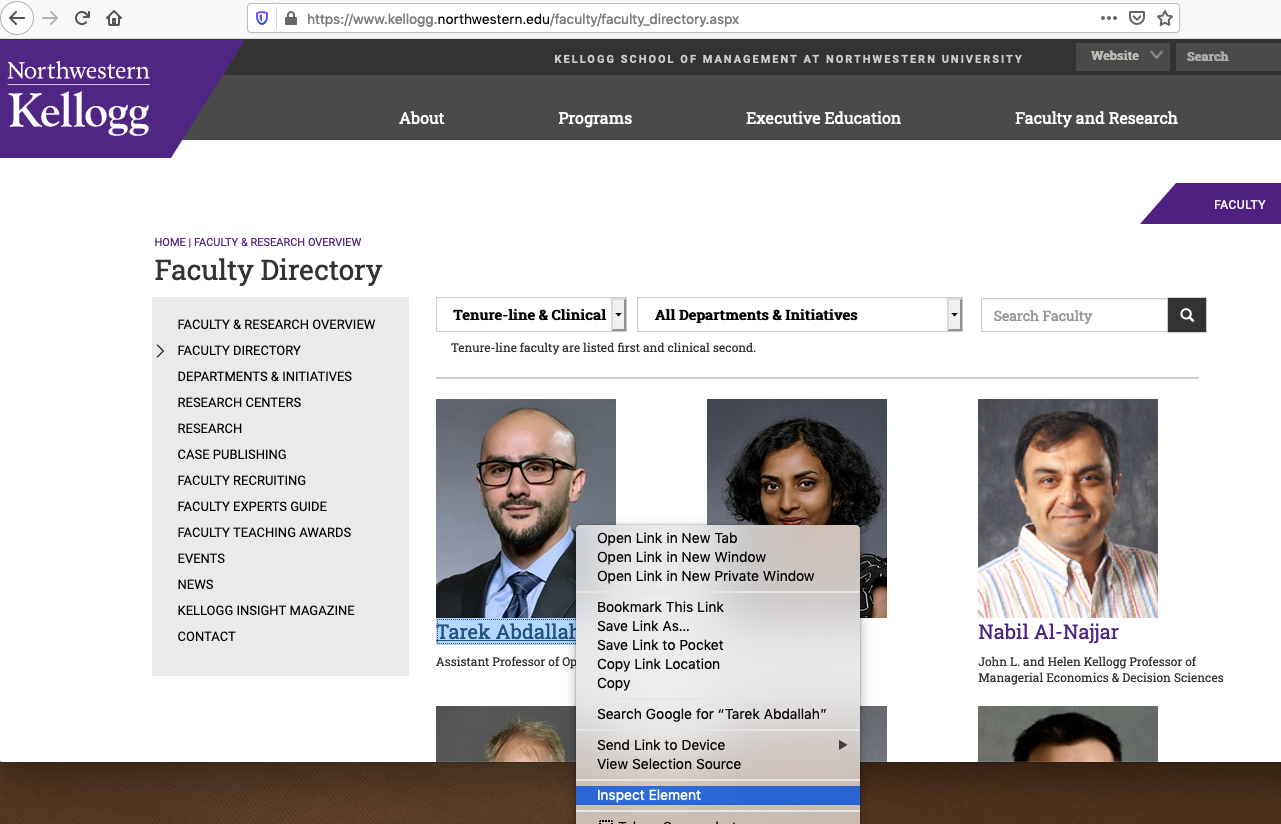 https://www.kellogg.northwestern.edu/faculty/faculty_directory.aspx
KELLOGG SCHOOL OF MANAGEMENT AT NORTHWESTERN UNIVERSITY
Website
Search
Northwestern
Kellogg
About
Programs
Executive Education
Faculty and Research
FACULTY
HOME | FACULTY & RESEARCH OVERVIEW
Faculty Directory
FACULTY & RESEARCH OVERVIEW
FACULTY DIRECTORY
DEPARTMENTS & INITIATIVES
RESEARCH CENTERS
RESEARCH
CASE PUBLISHING
FACULTY RECRUITING
FACULTY EXPERTS GUIDE
FACULTY TEACHING AWARDS
EVENTS
NEWS
KELLOGG INSIGHT MAGAZINE
CONTACT
Tenure-line & Clinical
All Departments & Initiatives
Search Faculty
Tenure-line faculty are listed first and clinical second.
Tarek Abdallah
Assistant Professor of Op
Nabil Al-Najjar
John L. and Helen Kellogg Professor of
Managerial Economics & Decision Sciences
Open Link in New Tab
Open Link in New Window
Open Link in New Private Window
Bookmark This Link
Save Link As...
Save Link to Pocket
Copy Link Location
Copy
Search Google for “Tarek Abdallah”
Send Link to Device
View Selection Source
Inspect Element